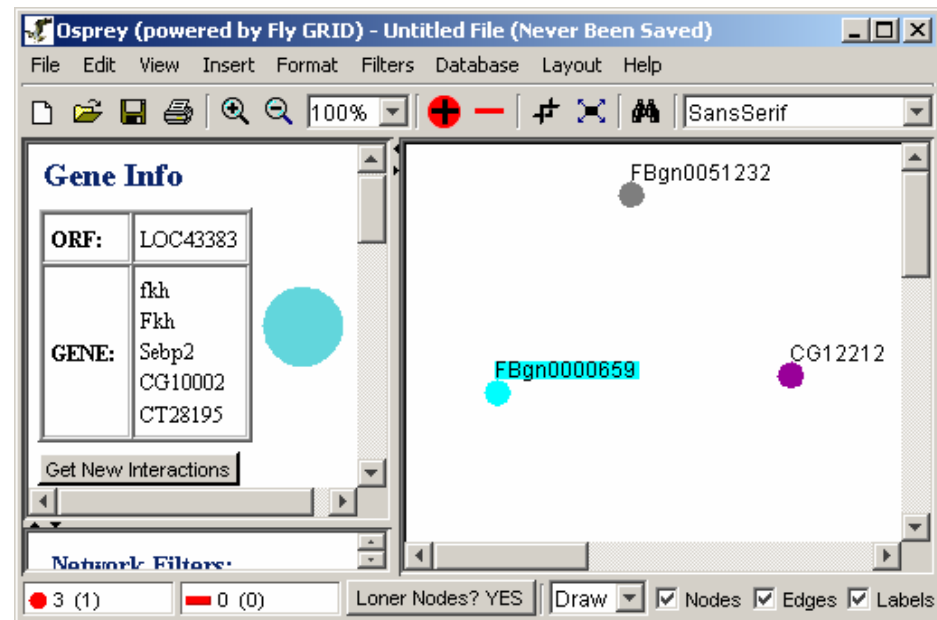 Osprey (powered by Fly GRID) - Untitled File (Never Been Saved)
File Edit View Insert Format Filters Database Layout Help
100% SansSerif
Gene Info
ORF: LOC43383
GENE: fkh
Fkh
Sebp2
CG10002
CT28195
Get New Interactions
Network Filters:
FBgn0051232
FBgn0000659
CG12212
3 (1) 0 (0) Loner Nodes? YES Draw Nodes Edges Labels